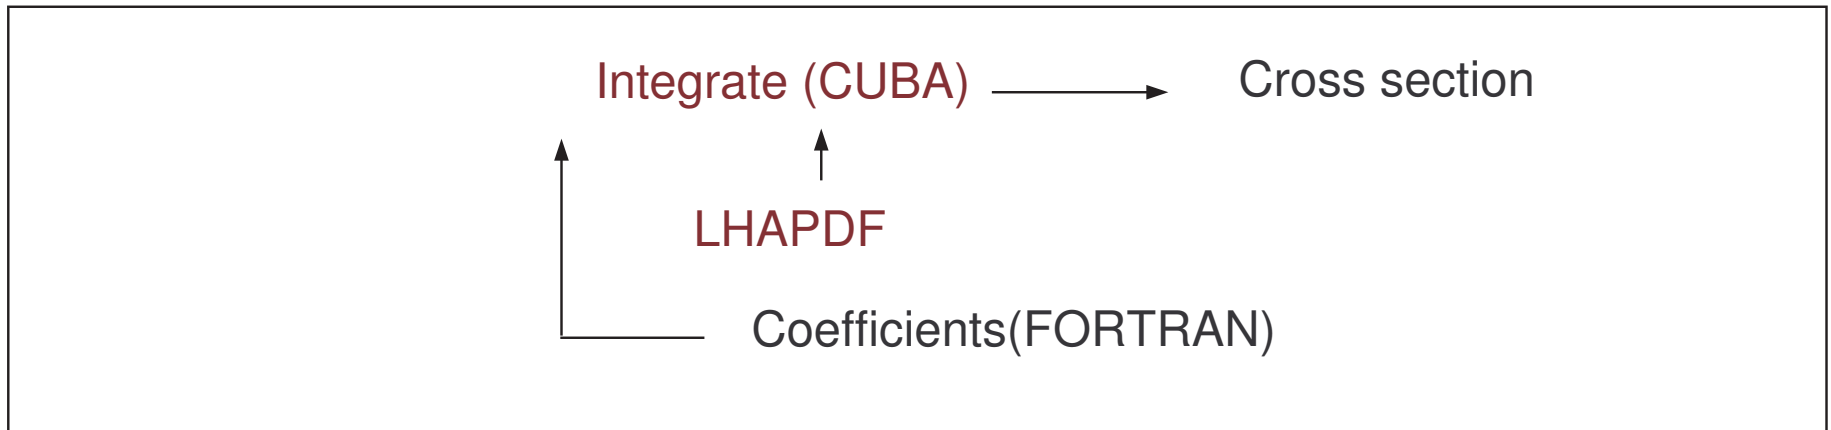 Integrate (CUBA)
Cross section
LHAPDF
Coefficients(FORTRAN)